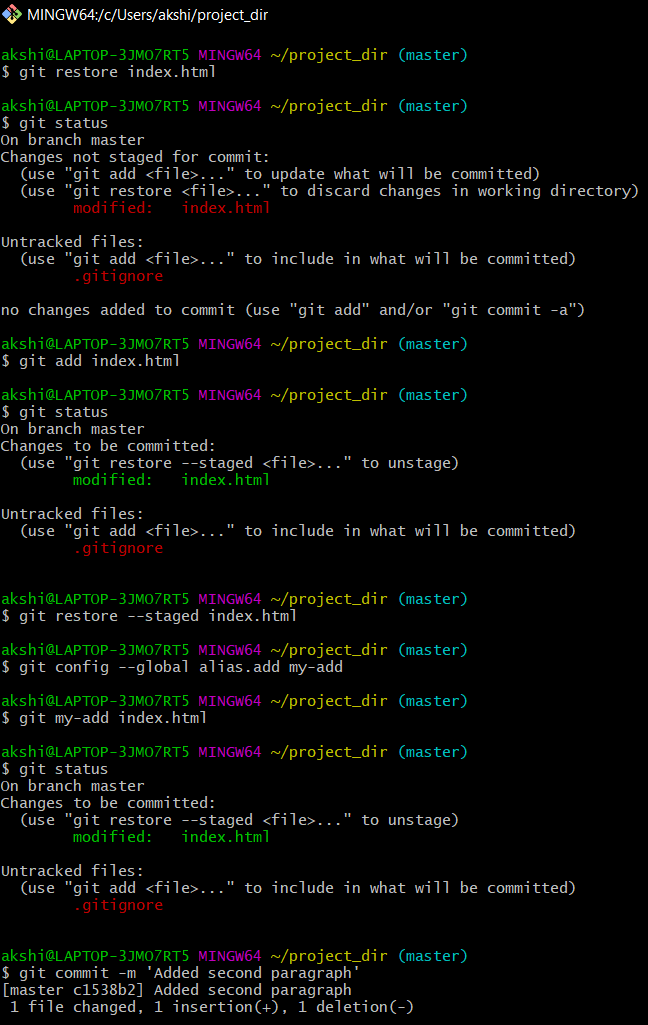 MINGW64:/c/Users/akshi/project_dir
akshi@LAPTOP-3JMO7RT5 MINGW64 ~/project_dir (master)
$ git restore index.html
akshi@LAPTOP-3JMO7RT5 MINGW64 ~/project_dir (master)
$ git status
On branch master
Changes not staged for commit:
  (use "git add <file>..." to update what will be committed)
  (use "git restore <file>..." to discard changes in working directory)
        modified:   index.html
Untracked files:
  (use "git add <file>..." to include in what will be committed)
        .gitignore
no changes added to commit (use "git add" and/or "git commit -a")
akshi@LAPTOP-3JMO7RT5 MINGW64 ~/project_dir (master)
$ git add index.html
akshi@LAPTOP-3JMO7RT5 MINGW64 ~/project_dir (master)
$ git status
On branch master
Changes to be committed:
  (use "git restore --staged <file>..." to unstage)
        modified:   index.html
Untracked files:
  (use "git add <file>..." to include in what will be committed)
        .gitignore
akshi@LAPTOP-3JMO7RT5 MINGW64 ~/project_dir (master)
$ git restore --staged index.html
akshi@LAPTOP-3JMO7RT5 MINGW64 ~/project_dir (master)
$ git config --global alias.add my-add
akshi@LAPTOP-3JMO7RT5 MINGW64 ~/project_dir (master)
$ git my-add index.html
akshi@LAPTOP-3JMO7RT5 MINGW64 ~/project_dir (master)
$ git status
On branch master
Changes to be committed:
  (use "git restore --staged <file>..." to unstage)
        modified:   index.html
Untracked files:
  (use "git add <file>..." to include in what will be committed)
        .gitignore
akshi@LAPTOP-3JMO7RT5 MINGW64 ~/project_dir (master)
$ git commit -m 'Added second paragraph'
[master c1538b2] Added second paragraph
 1 file changed, 1 insertion(+), 1 deletion(-)